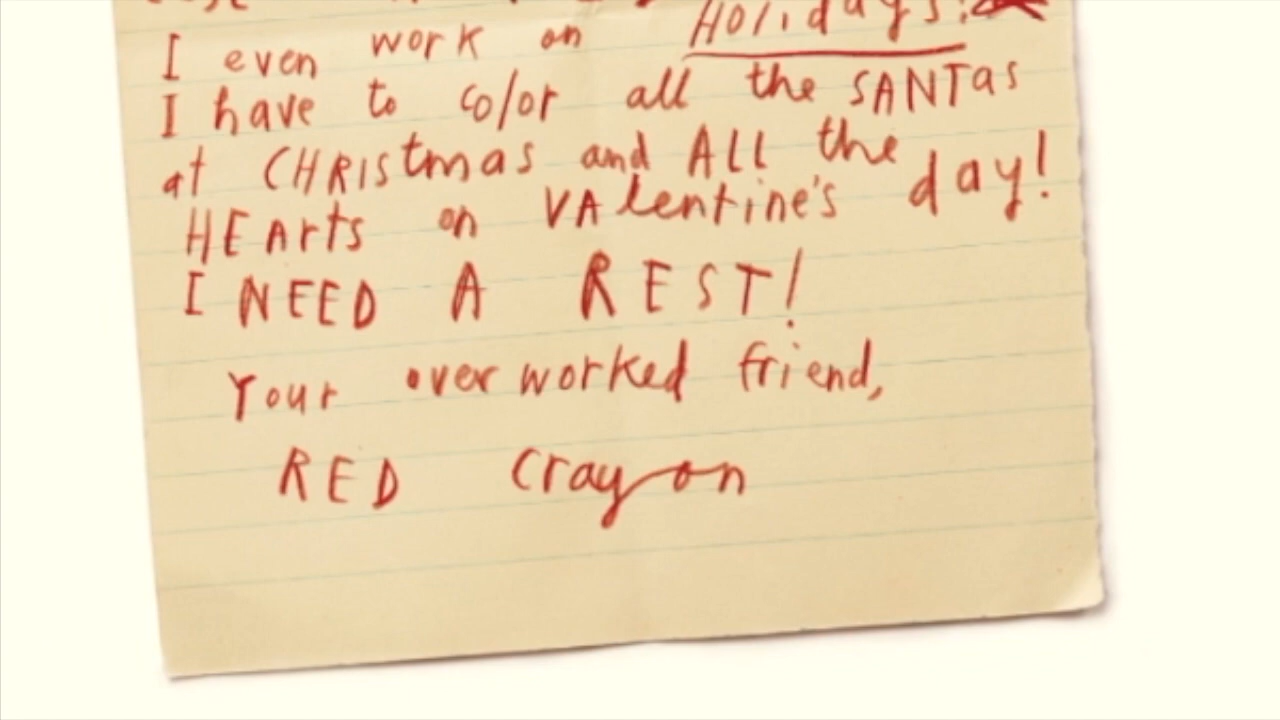 I even work on Holidays!
I have to color all the SANTas
at CHRIStmas and ALL the
HEArts on VAlentine's day!
I NEED A REST!
Your overworked friend,
RED Crayon